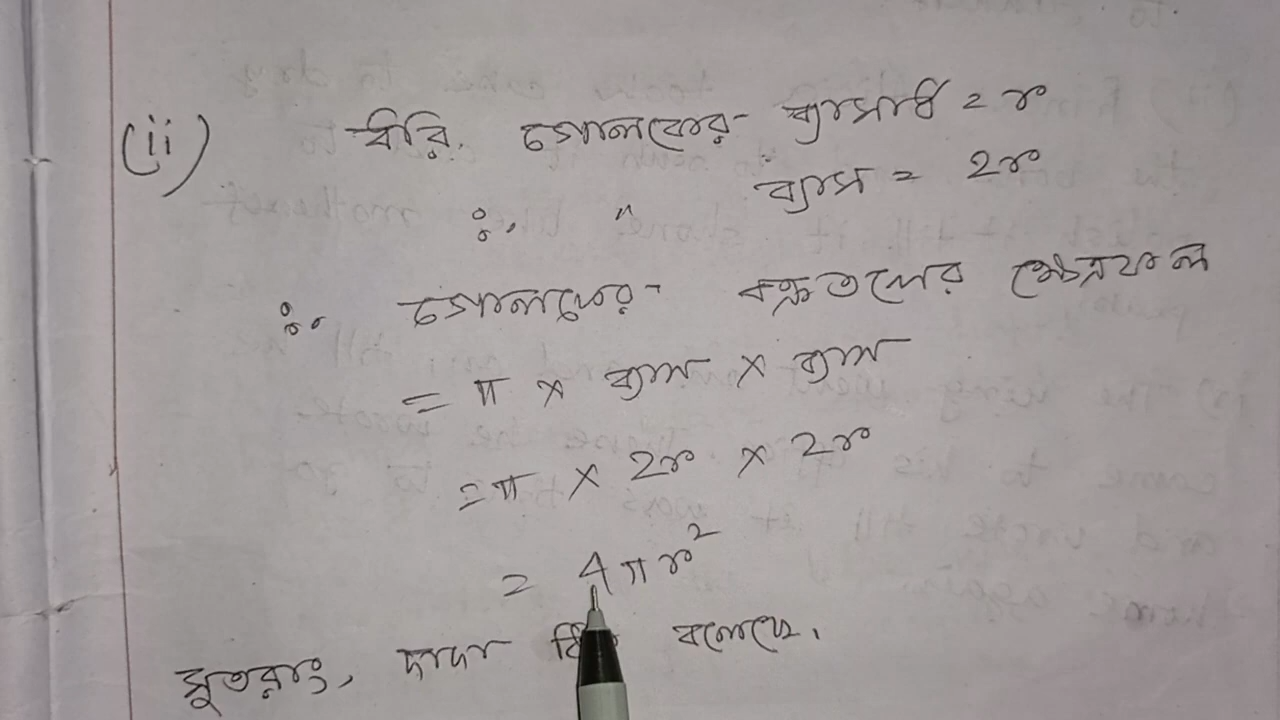 (ii) ধরি, গোলকের ব্যাসার্ধ = r
∴ " ব্যাস = 2r
∴ গোলকের বক্রতলের ক্ষেত্রফল
= π × ব্যাস × ব্যাস
= π × 2r × 2r
= 4πr²
সুতরাং, দাদা বলেছে।